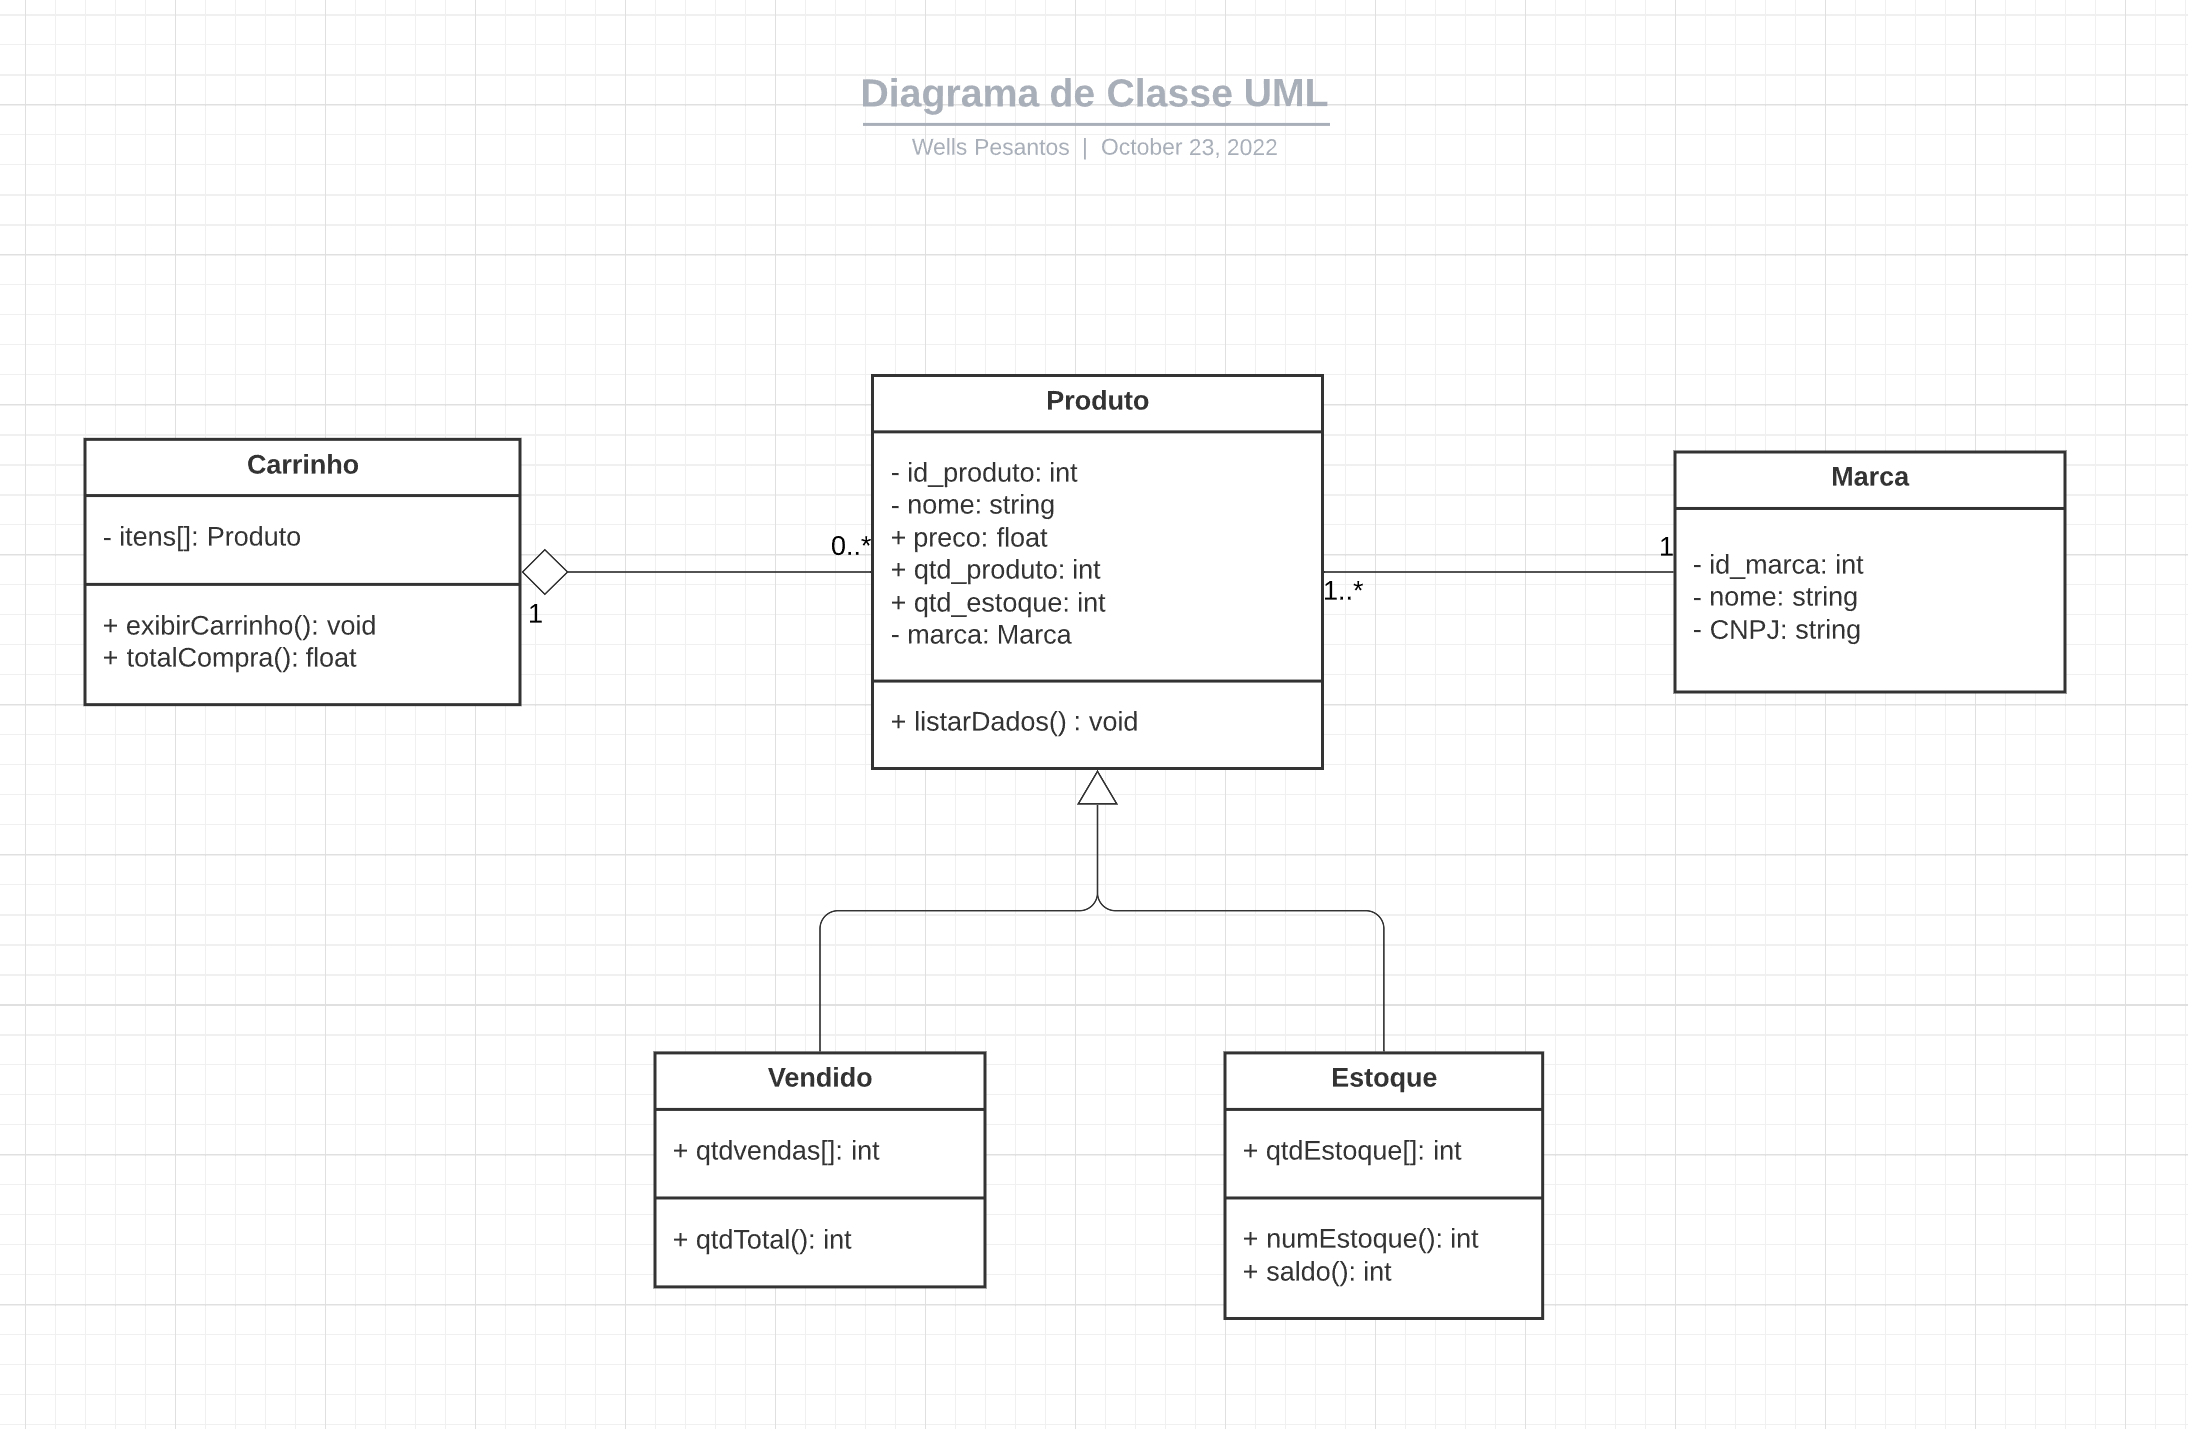 Diagrama de Classe UML
Wells Pesantos | October 23, 2022
Carrinho
- itens[]: Produto
+ exibirCarrinho(): void
+ totalCompra(): float
1
0..*
Produto
- id_produto: int
- nome: string
+ preco: float
+ qtd_produto: int
+ qtd_estoque: int
- marca: Marca
+ listarDados() : void
1..*
1
Marca
- id_marca: int
- nome: string
- CNPJ: string
Vendido
+ qtdvendas[]: int
+ qtdTotal(): int
Estoque
+ qtdEstoque[]: int
+ numEstoque(): int
+ saldo(): int